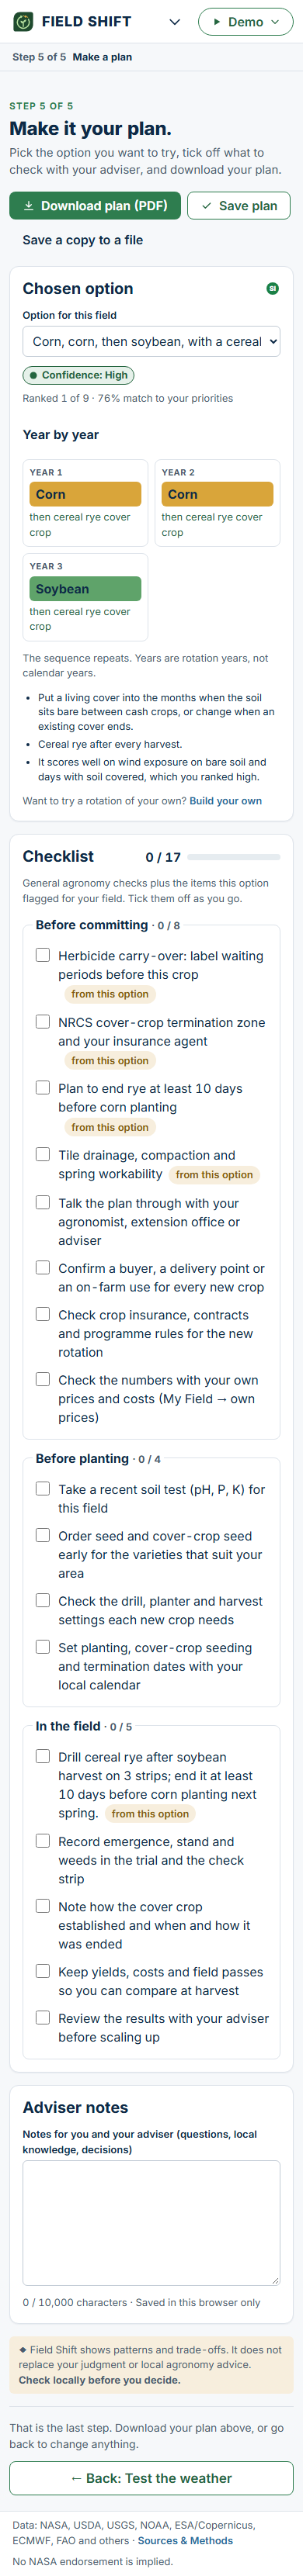 FIELD SHIFT
Demo
Step 5 of 5 Make a plan
STEP 5 OF 5
Make it your plan.
Pick the option you want to try, tick off what to
check with your adviser, and download your plan.
Download plan (PDF)
Save plan
Save a copy to a file
Chosen option
SI
Option for this field
Corn, corn, then soybean, with a cereal
Confidence: High
Ranked 1 of 9 · 76% match to your priorities
Year by year
YEAR 1
Corn
then cereal rye cover
crop
YEAR 2
Corn
then cereal rye cover
crop
YEAR 3
Soybean
then cereal rye cover
crop
The sequence repeats. Years are rotation years, not
calendar years.
• Put a living cover into the months when the soil
sits bare between cash crops, or change when an
existing cover ends.
• Cereal rye after every harvest.
• It scores well on wind exposure on bare soil and
days with soil covered, which you ranked high.
Want to try a rotation of your own? Build your own
Checklist 0 / 17
General agronomy checks plus the items this option
flagged for your field. Tick them off as you go.
Before committing · 0 / 8
Herbicide carry-over: label waiting
periods before this crop
from this option
NRCS cover-crop termination zone
and your insurance agent
from this option
Plan to end rye at least 10 days
before corn planting
from this option
Tile drainage, compaction and
spring workability from this option
Talk the plan through with your
agronomist, extension office or
adviser
Confirm a buyer, a delivery point or
an on-farm use for every new crop
Check crop insurance, contracts
and programme rules for the new
rotation
Check the numbers with your own
prices and costs (My Field → own
prices)
Before planting · 0 / 4
Take a recent soil test (pH, P, K) for
this field
Order seed and cover-crop seed
early for the varieties that suit your
area
Check the drill, planter and harvest
settings each new crop needs
Set planting, cover-crop seeding
and termination dates with your
local calendar
In the field · 0 / 5
Drill cereal rye after soybean
harvest on 3 strips; end it at least
10 days before corn planting next
spring. from this option
Record emergence, stand and
weeds in the trial and the check
strip
Note how the cover crop
established and when and how it
was ended
Keep yields, costs and field passes
so you can compare at harvest
Review the results with your adviser
before scaling up
Adviser notes
Notes for you and your adviser (questions, local
knowledge, decisions)
0 / 10,000 characters · Saved in this browser only
◆ Field Shift shows patterns and trade-offs. It does not
replace your judgment or local agronomy advice.
Check locally before you decide.
That is the last step. Download your plan above, or go
back to change anything.
← Back: Test the weather
Data: NASA, USDA, USGS, NOAA, ESA/Copernicus,
ECMWF, FAO and others · Sources & Methods
No NASA endorsement is implied.